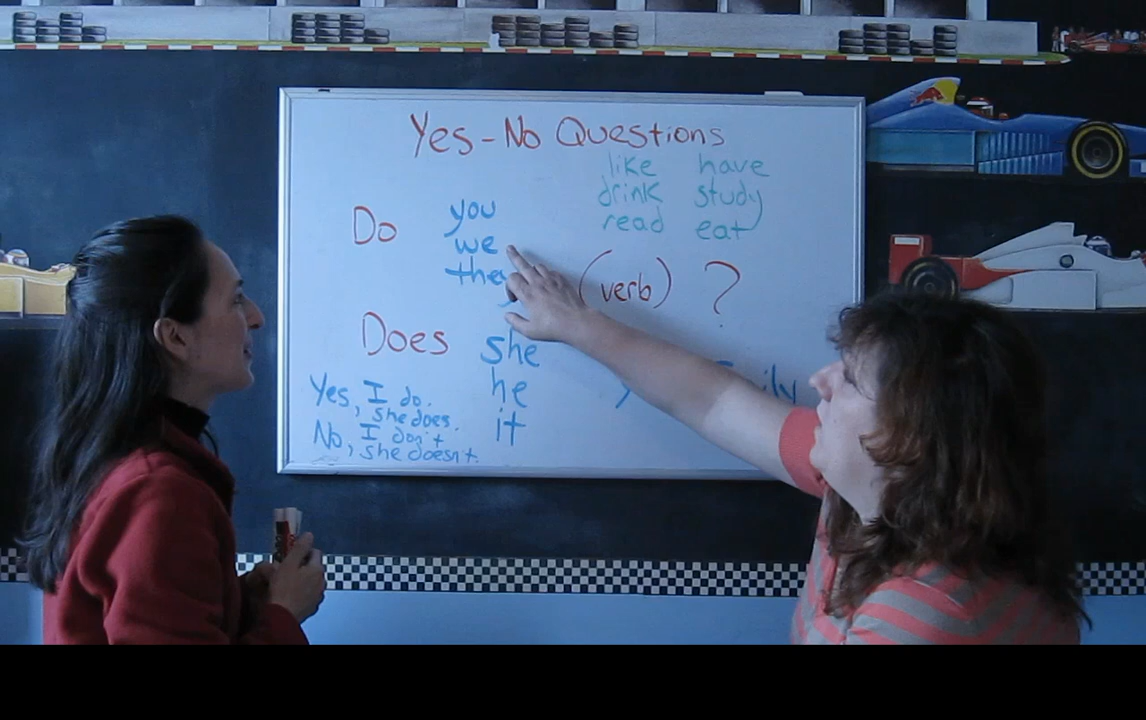 Yes-No Questions
like have
drink study
read eat
Do
you
we
they
(verb) ?
Does
she
he
it
Yes, I do.
, she does.
No, I don't
, she doesn't.